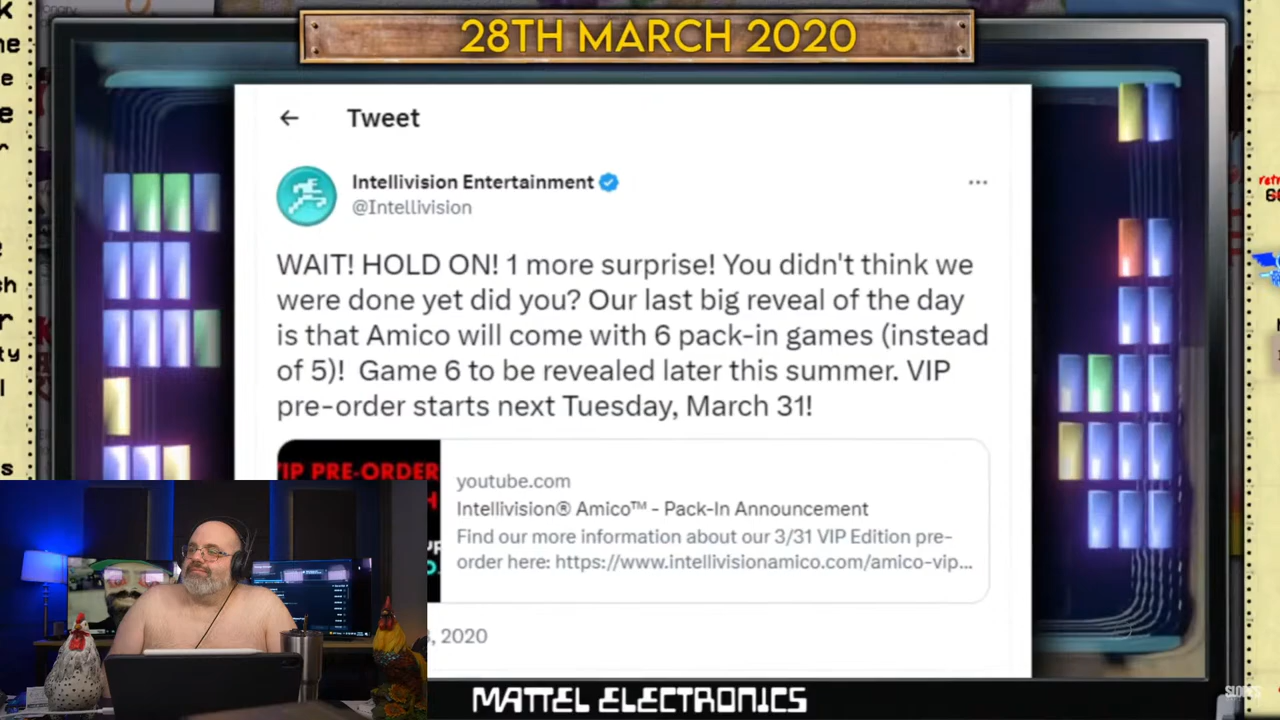 28TH MARCH 2020
Tweet
Intellivision Entertainment
@Intellivision
WAIT! HOLD ON! 1 more surprise! You didn't think we
were done yet did you? Our last big reveal of the day
is that Amico will come with 6 pack-in games (instead
of 5)!  Game 6 to be revealed later this summer. VIP
pre-order starts next Tuesday, March 31!
VIP PRE-ORDER
youtube.com
Intellivision® Amico™ - Pack-In Announcement
Find our more information about our 3/31 VIP Edition pre-
order here: https://www.intellivisionamico.com/amico-vip...
, 2020
MATTEL ELECTRONICS